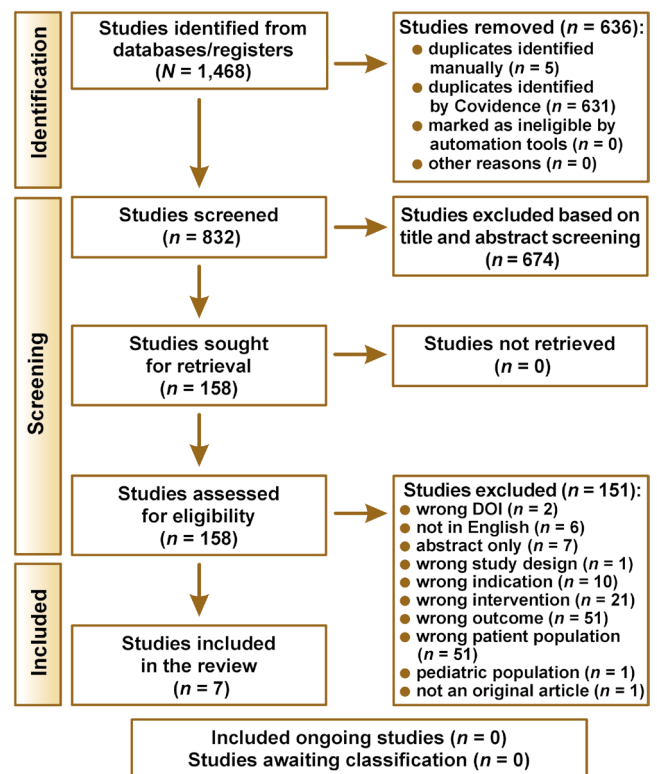 Identification
Studies identified from
databases/registers
(N = 1,468)
Studies removed (n = 636):
● duplicates identified
manually (n = 5)
● duplicates identified
by Covidence (n = 631)
● marked as ineligible by
automation tools (n = 0)
● other reasons (n = 0)
Screening
Studies screened
(n = 832)
Studies excluded based on
title and abstract screening
(n = 674)
Studies sought
for retrieval
(n = 158)
Studies not retrieved
(n = 0)
Studies assessed
for eligibility
(n = 158)
Studies excluded (n = 151):
● wrong DOI (n = 2)
● not in English (n = 6)
● abstract only (n = 7)
● wrong study design (n = 1)
● wrong indication (n = 10)
● wrong intervention (n = 21)
● wrong outcome (n = 51)
● wrong patient population
(n = 51)
● pediatric population (n = 1)
● not an original article (n = 1)
Included
Studies included
in the review
(n = 7)
Included ongoing studies (n = 0)
Studies awaiting classification (n = 0)